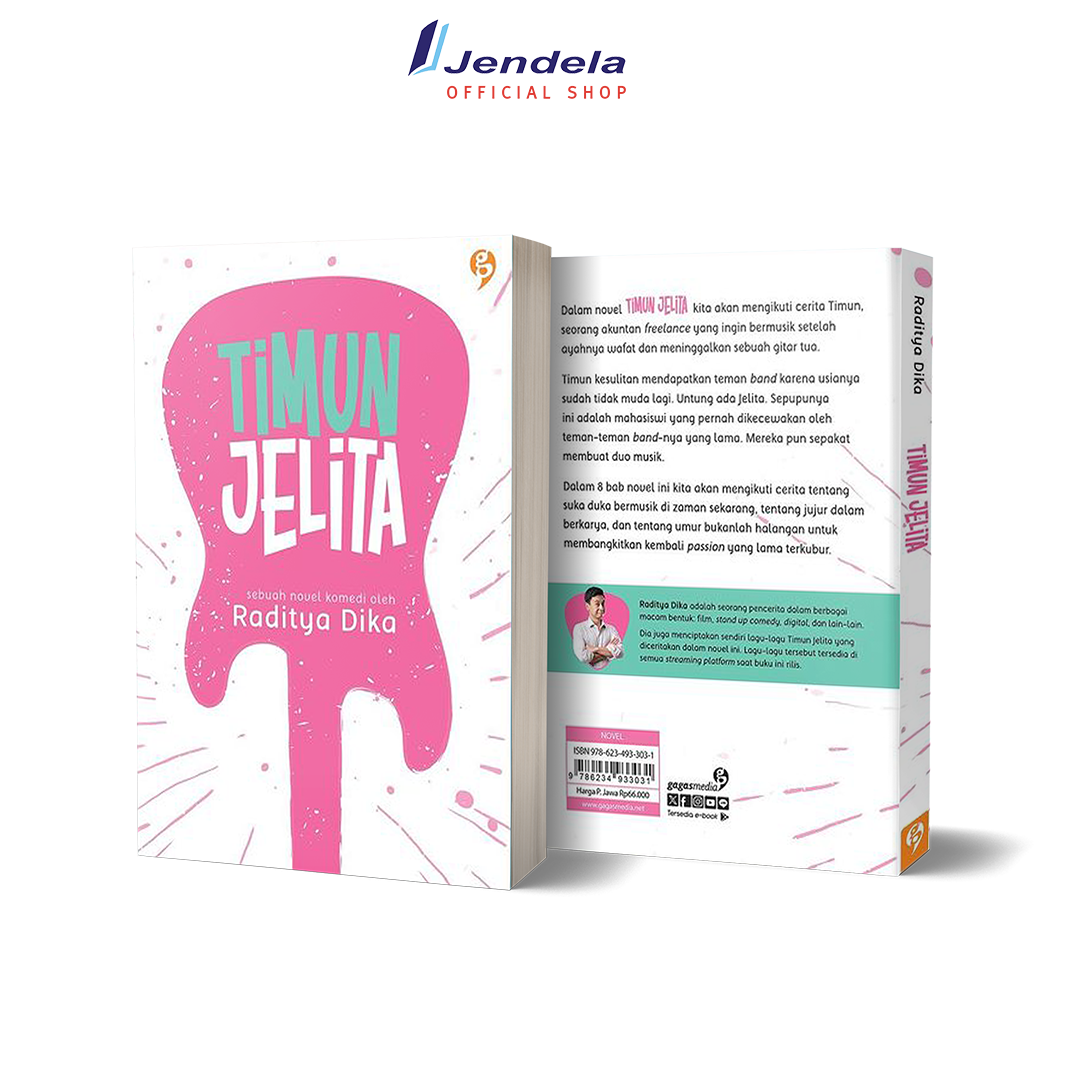 Jendela
OFFICIAL SHOP
TiMUN
JELiTA
sebuah novel komedi oleh
Raditya Dika
Dalam novel TiMUN JELiTA kita akan mengikuti cerita Timun,
seorang akuntan freelance yang ingin bermusik setelah
ayahnya wafat dan meninggalkan sebuah gitar tua.
Timun kesulitan mendapatkan teman band karena usianya
sudah tidak muda lagi. Untung ada Jelita. Sepupunya
ini adalah mahasiswi yang pernah dikecewakan oleh
teman-teman band-nya yang lama. Mereka pun sepakat
membuat duo musik.
Dalam 8 bab novel ini kita akan mengikuti cerita tentang
suka duka bermusik di zaman sekarang, tentang jujur dalam
berkarya, dan tentang umur bukanlah halangan untuk
membangkitkan kembali passion yang lama terkubur.
Raditya Dika adalah seorang pencerita dalam berbagai
macam bentuk: film, stand up comedy, digital, dan lain-lain.
Dia juga menciptakan sendiri lagu-lagu Timun Jelita yang
diceritakan dalam novel ini. Lagu-lagu tersebut tersedia di
semua streaming platform saat buku ini rilis.
NOVEL
ISBN 978-623-493-303-1
9 786234 933031
Harga P. Jawa Rp66.000
www.gagasmedia.net
gagasmedia
Tersedia e-book
Raditya Dika
TiMUN JELiTA